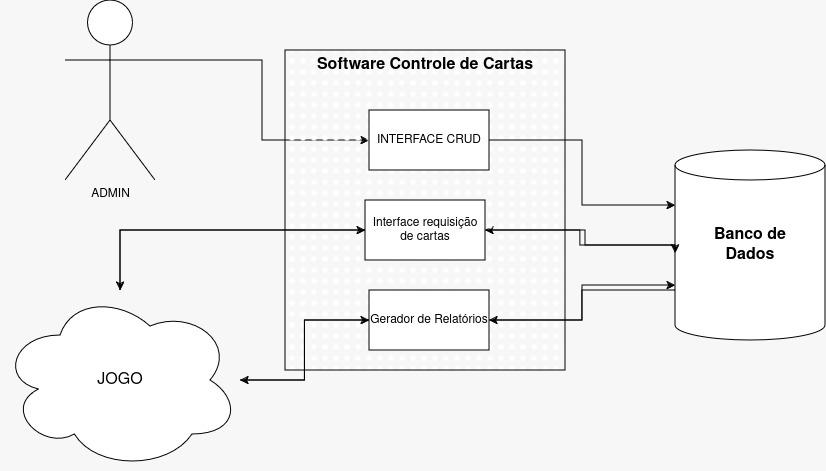 Software Controle de Cartas
INTERFACE CRUD
ADMIN
Interface requisição
de cartas
Banco de
Dados
Gerador de Relatórios
JOGO